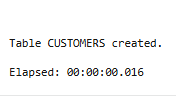 Table CUSTOMERS created.
Elapsed: 00:00:00.016